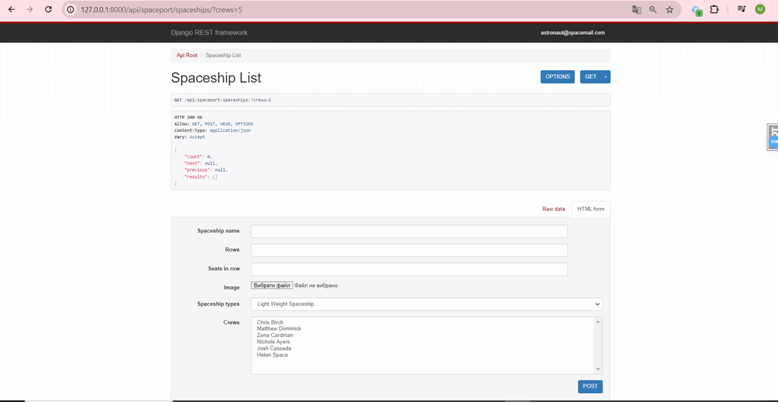 127.0.0.1:8000/api/spaceport/spaceships/?crews=5
M
Django REST framework
astronaut@spacemail.com
Api Root / Spaceship List
Spaceship List
OPTIONS
GET
GET /api/spaceport/spaceships/?crews=5
HTTP 200 OK
Allow: GET, POST, HEAD, OPTIONS
Content-Type: application/json
Vary: Accept
{
"count": 0,
"next": null,
"previous": null,
"results": []
}
Raw data
HTML form
Spaceship name
Rows
Seats in row
Image
Вибрати файл Файл не вибрано
Spaceship types
Light Weight Spaceship
Crews
Chris Birch
Matthew Dominick
Zena Cardman
Nichole Ayers
Josh Cassada
Helen Space
POST